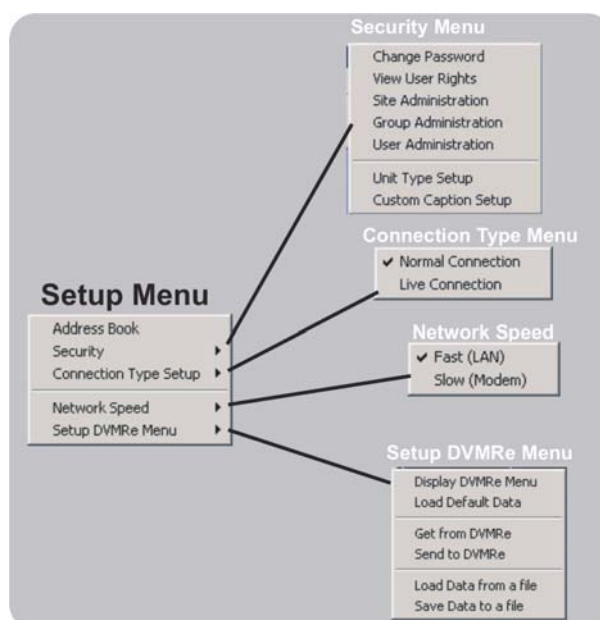 Security Menu
Change Password
View User Rights
Site Administration
Group Administration
User Administration
Unit Type Setup
Custom Caption Setup
Connection Type Menu
Normal Connection
Live Connection
Setup Menu
Address Book
Security
Connection Type Setup
Network Speed
Setup DVMRe Menu
Network Speed
Fast (LAN)
Slow (Modem)
Setup DVMRe Menu
Display DVMRe Menu
Load Default Data
Get from DVMRe
Send to DVMRe
Load Data from a file
Save Data to a file